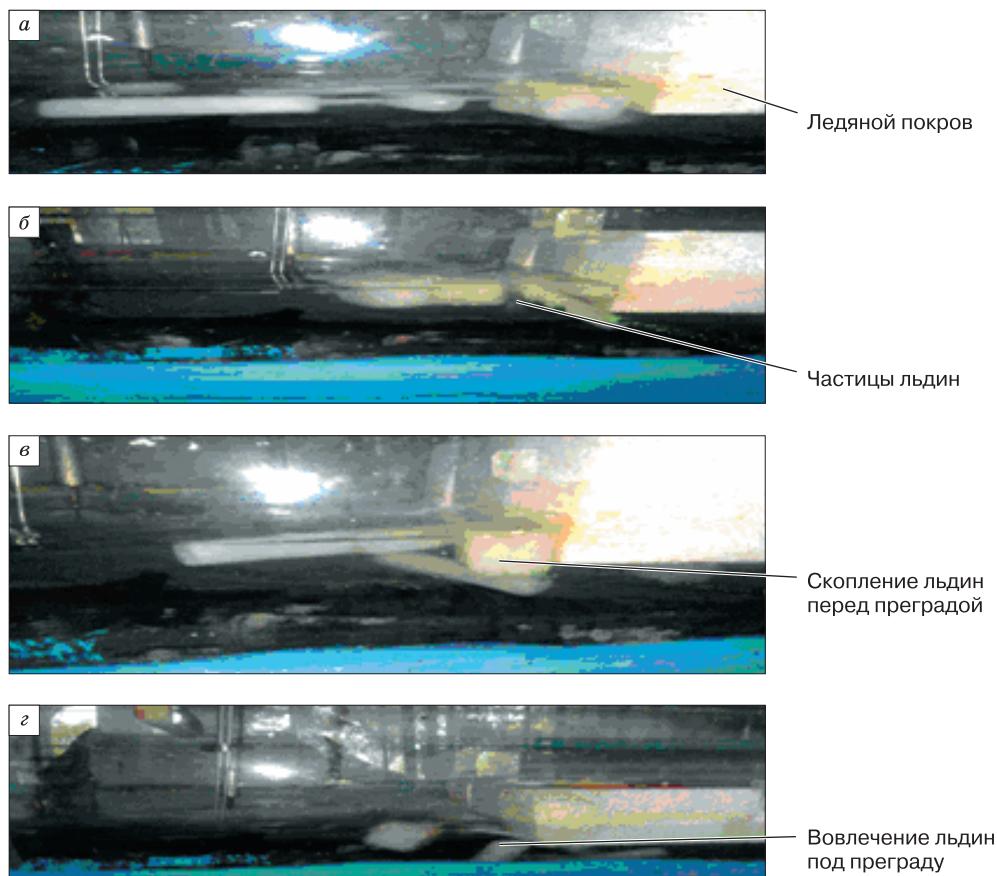 а
Ледяной покров
б
Частицы льдин
в
Скопление льдин
перед преградой
г
Вовлечение льдин
под преграду